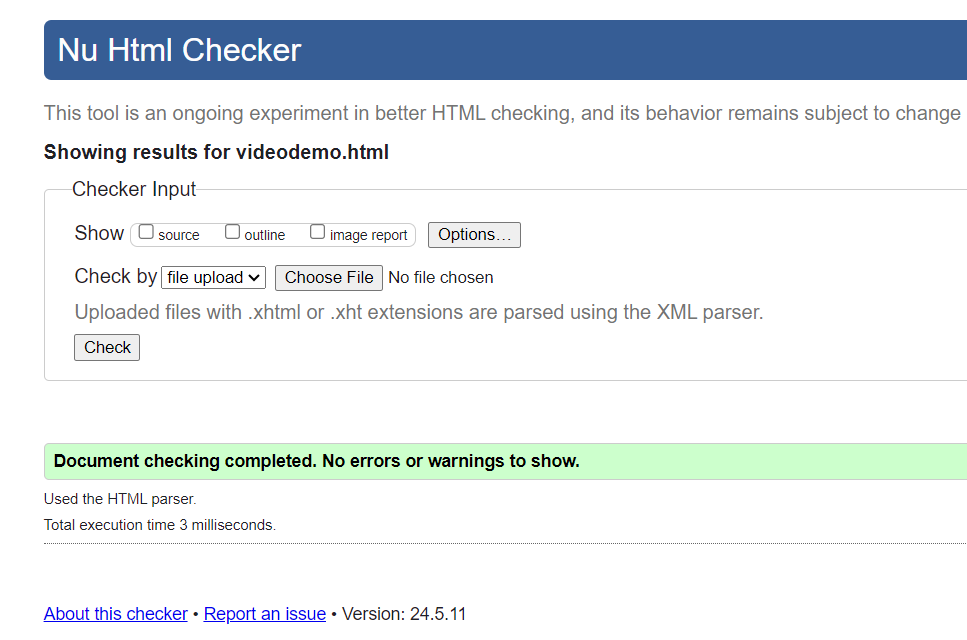 Nu Html Checker
This tool is an ongoing experiment in better HTML checking, and its behavior remains subject to change
Showing results for videodemo.html
Checker Input
Show source outline image report Options...
Check by file upload Choose File No file chosen
Uploaded files with .xhtml or .xht extensions are parsed using the XML parser.
Check
Document checking completed. No errors or warnings to show.
Used the HTML parser.
Total execution time 3 milliseconds.
About this checker • Report an issue • Version: 24.5.11